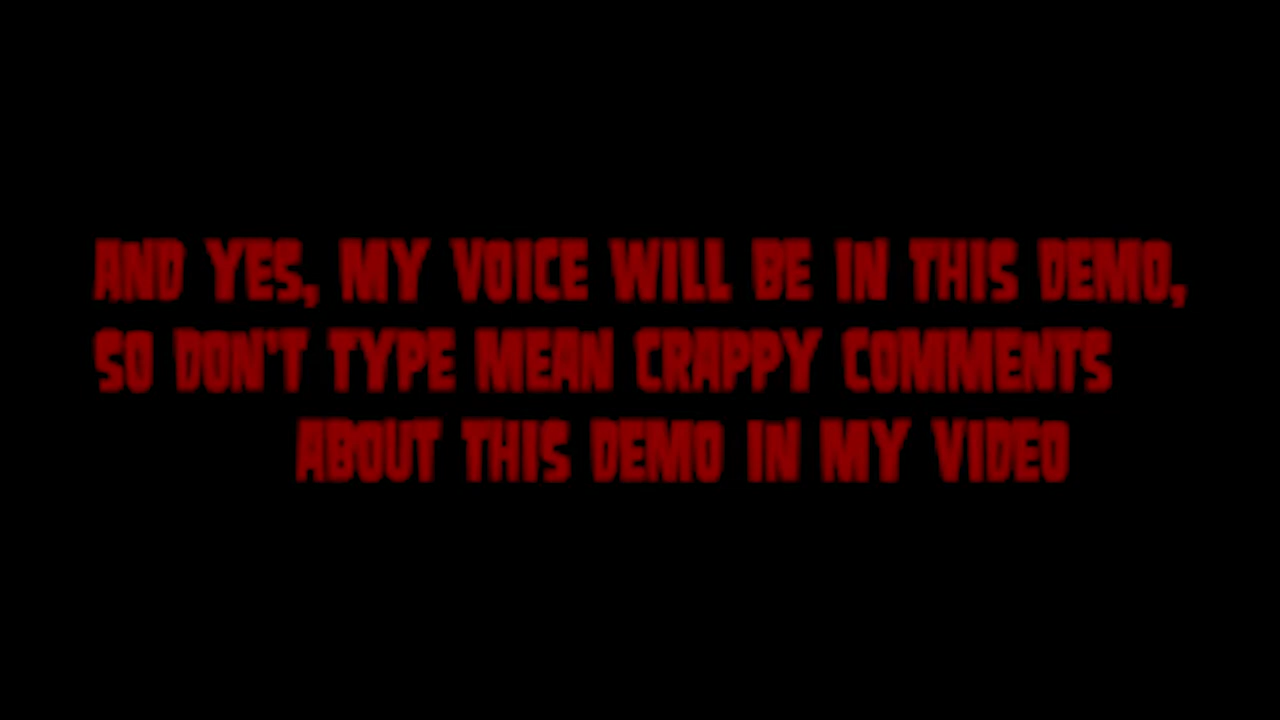 AND YES, MY VOICE WILL BE IN THIS DEMO,
SO DON'T TYPE MEAN CRAPPY COMMENTS
ABOUT THIS DEMO IN MY VIDEO